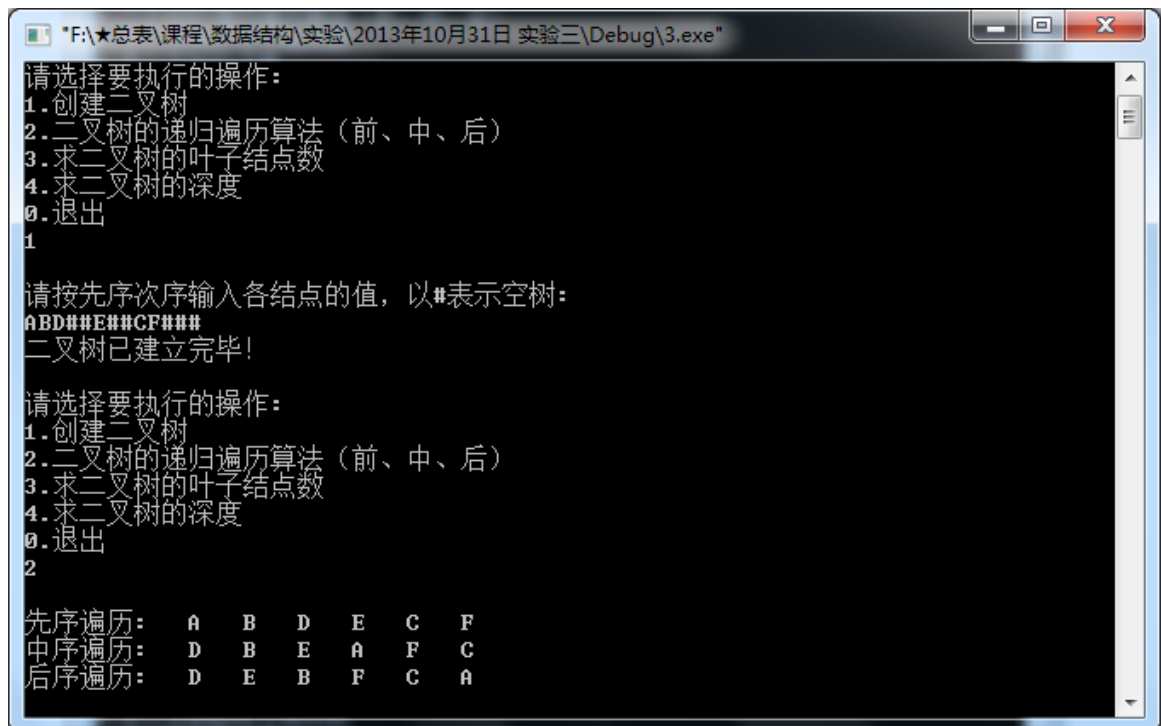 "F:\★总表\课程\数据结构\实验\2013年10月31日 实验三\Debug\3.exe"
请选择要执行的操作:
1.创建二叉树
2.二叉树的递归遍历算法（前、中、后）
3.求二叉树的叶子结点数
4.求二叉树的深度
0.退出
1
请按先序次序输入各结点的值，以#表示空树:
ABD##E##CF###
二叉树已建立完毕!
请选择要执行的操作:
1.创建二叉树
2.二叉树的递归遍历算法（前、中、后）
3.求二叉树的叶子结点数
4.求二叉树的深度
0.退出
2
先序遍历: A B D E C F
中序遍历: D B E A F C
后序遍历: D E B F C A